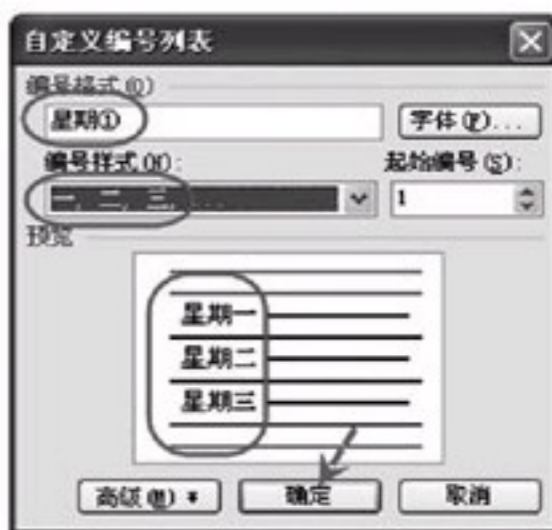 自定义编号列表
编号格式(O)
星期①
字体(F)...
编号样式(N):
起始编号(S):
一, 二, 三, ...
1
预览
星期一
星期二
星期三
高级(M)
确定
取消